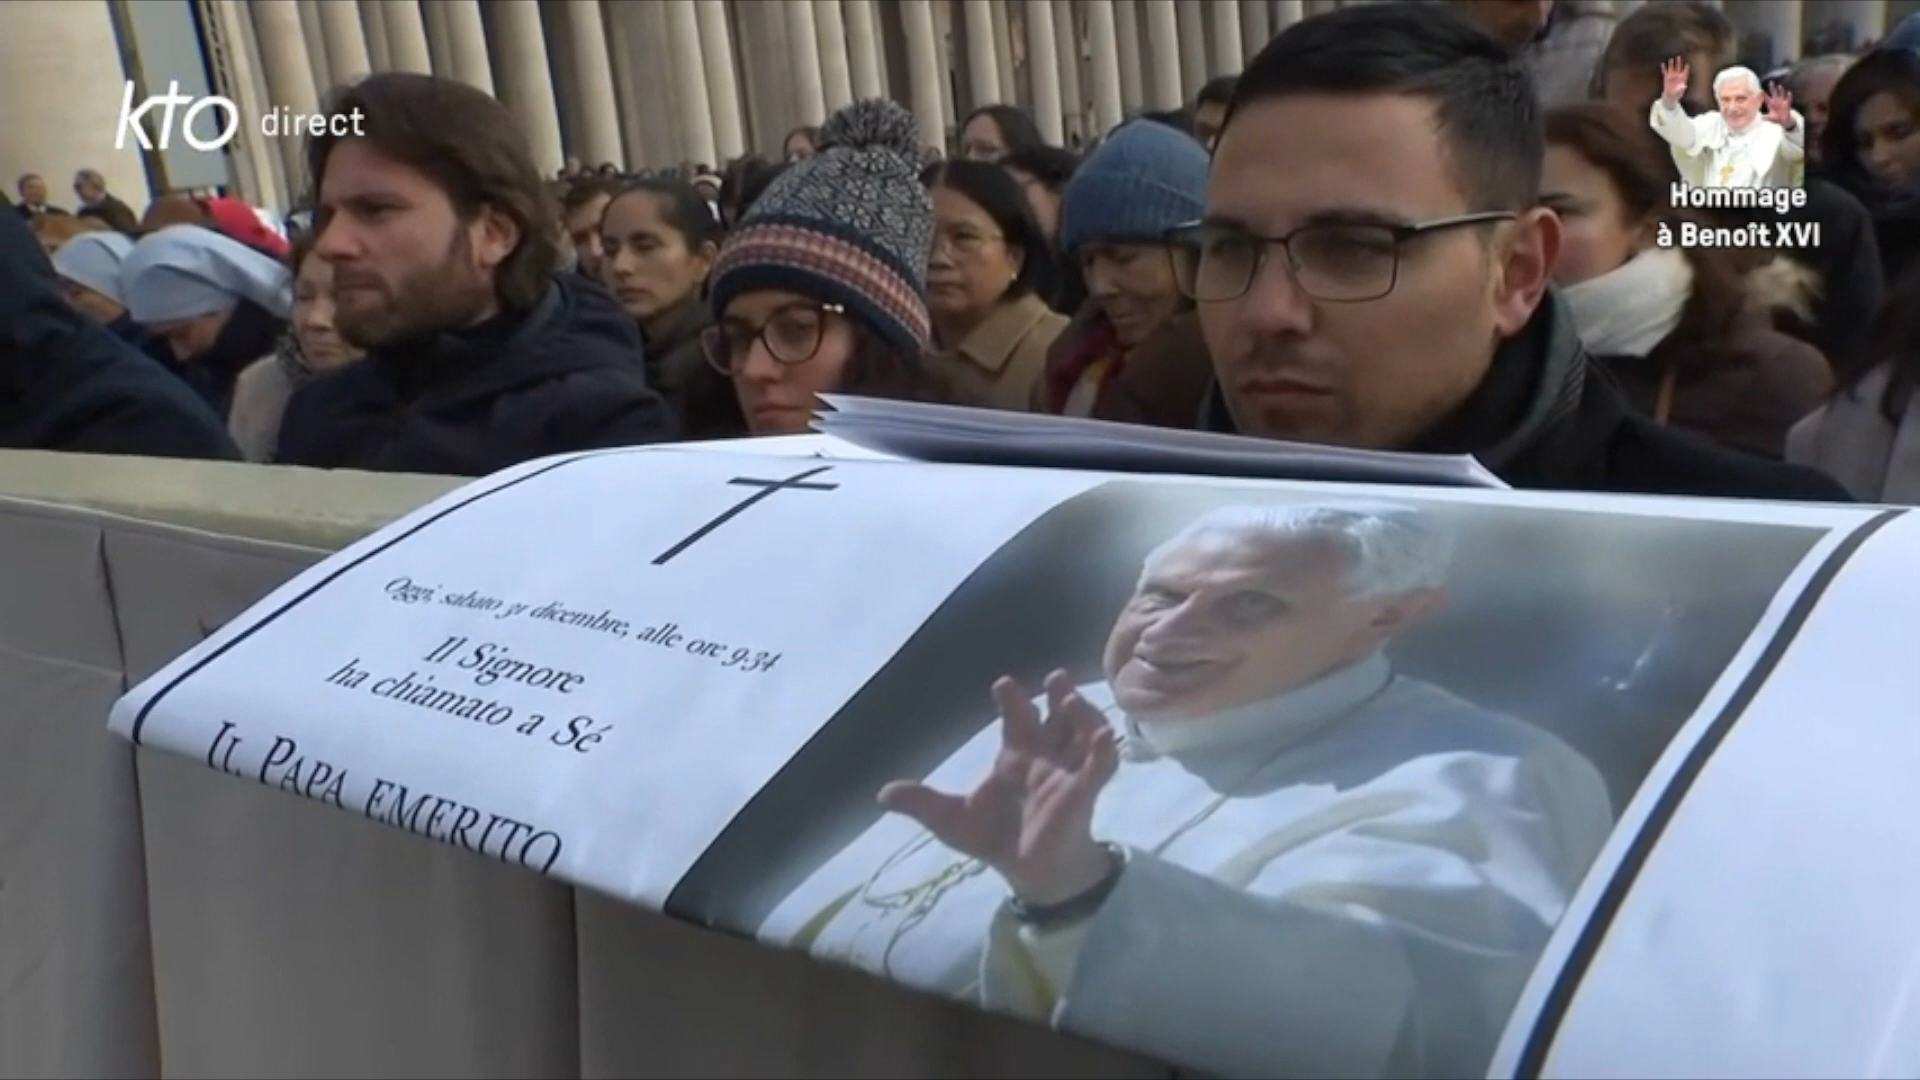 KTO direct
Hommage
à Benoît XVI
Oggi, sabato 31 dicembre, alle ore 9:34
Il Signore
ha chiamato a Sé
IL PAPA EMERITO